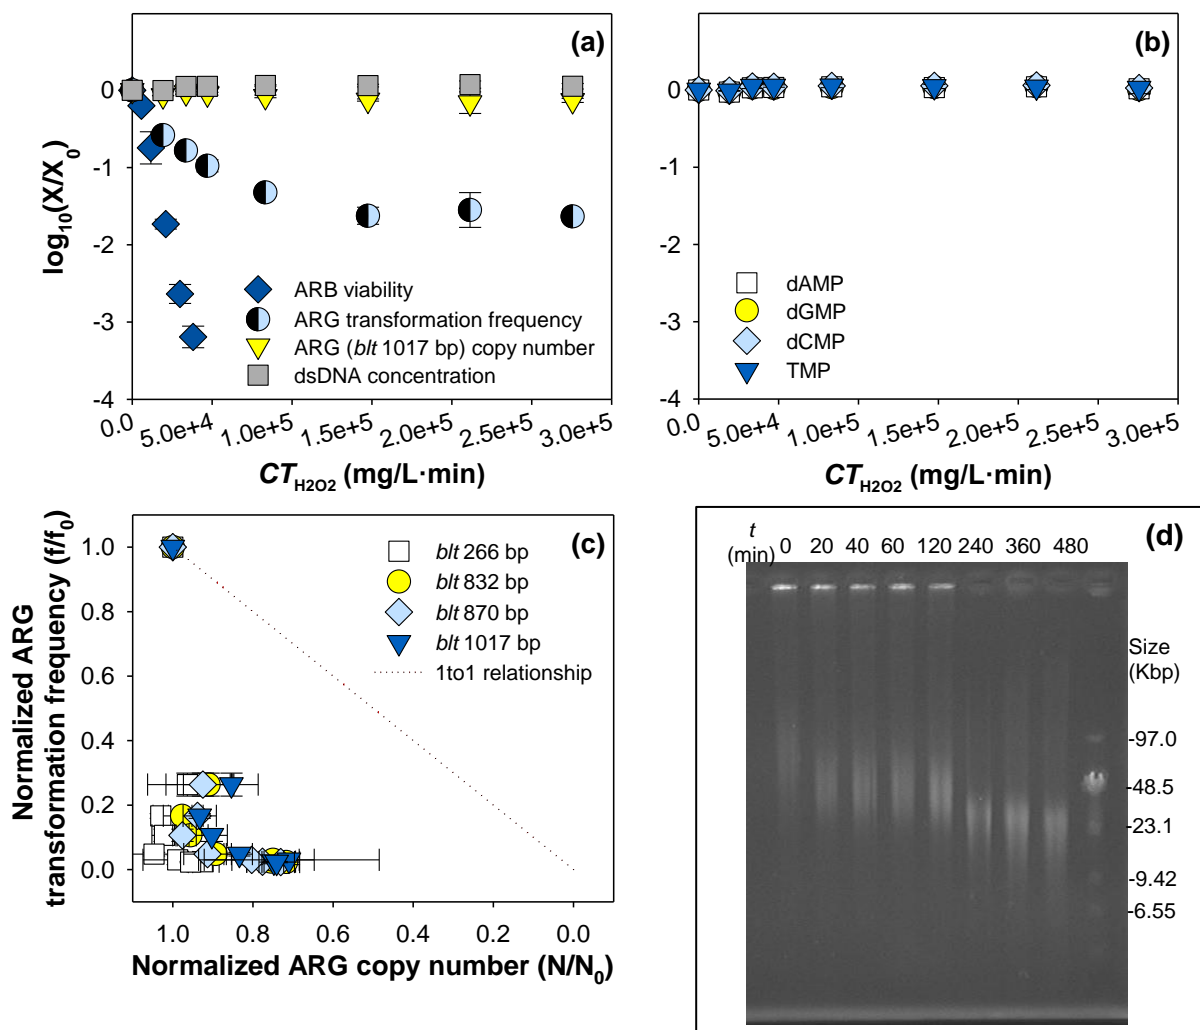 (a)
log10(X/X0)
0
-1
-2
-3
-4
ARB viability
ARG transformation frequency
ARG (blt 1017 bp) copy number
dsDNA concentration
0.0 5.0e+4 1.0e+5 1.5e+5 2.0e+5 2.5e+5 3.0e+5
CTH2O2 (mg/L·min)
(b)
0
-1
-2
-3
-4
dAMP
dGMP
dCMP
TMP
0.0 5.0e+4 1.0e+5 1.5e+5 2.0e+5 2.5e+5 3.0e+5
CTH2O2 (mg/L·min)
(c)
Normalized ARG
transformation frequency (f/f0)
1.0
0.8
0.6
0.4
0.2
0.0
blt 266 bp
blt 832 bp
blt 870 bp
blt 1017 bp
1to1 relationship
1.0 0.8 0.6 0.4 0.2 0.0
Normalized ARG copy number (N/N0)
(d)
t
(min) 0 20 40 60 120 240 360 480
Size
(Kbp)
-97.0
-48.5
-23.1
-9.42
-6.55